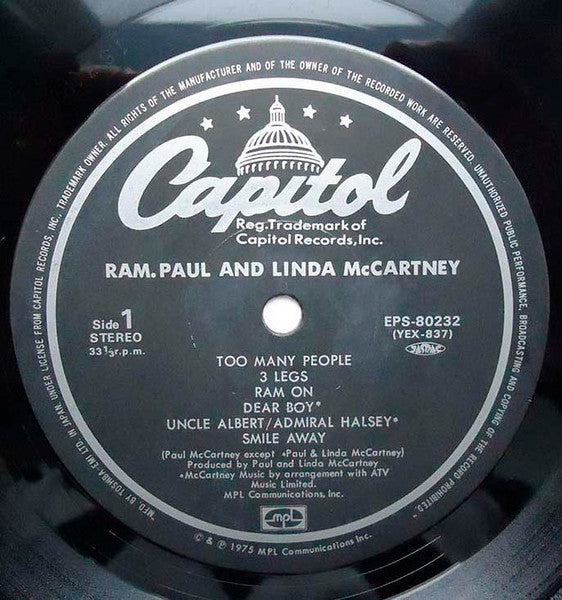 "MFD. BY TOSHIBA EMI LTD. IN JAPAN UNDER LICENSE FROM CAPITOL RECORDS, INC., TRADEMARK OWNER. ALL RIGHTS OF THE MANUFACTURER AND OF THE OWNER OF THE RECORDED WORK ARE RESERVED. UNAUTHORIZED PUBLIC PERFORMANCE, BROADCASTING AND COPYING OF THE RECORD PROHIBITED."
Capitol
Reg. Trademark of
Capitol Records, Inc.
RAM. PAUL AND LINDA McCARTNEY
Side 1
STEREO
33⅓ r.p.m.
EPS-80232
(YEX-837)
JASRAC
TOO MANY PEOPLE
3 LEGS
RAM ON
DEAR BOY*
UNCLE ALBERT/ADMIRAL HALSEY*
SMILE AWAY
(Paul McCartney except *Paul & Linda McCartney)
Produced by Paul and Linda McCartney
*McCartney Music by arrangement with ATV
Music Limited.
MPL Communications, Inc.
mpl
© & ℗ 1975 MPL Communications Inc.